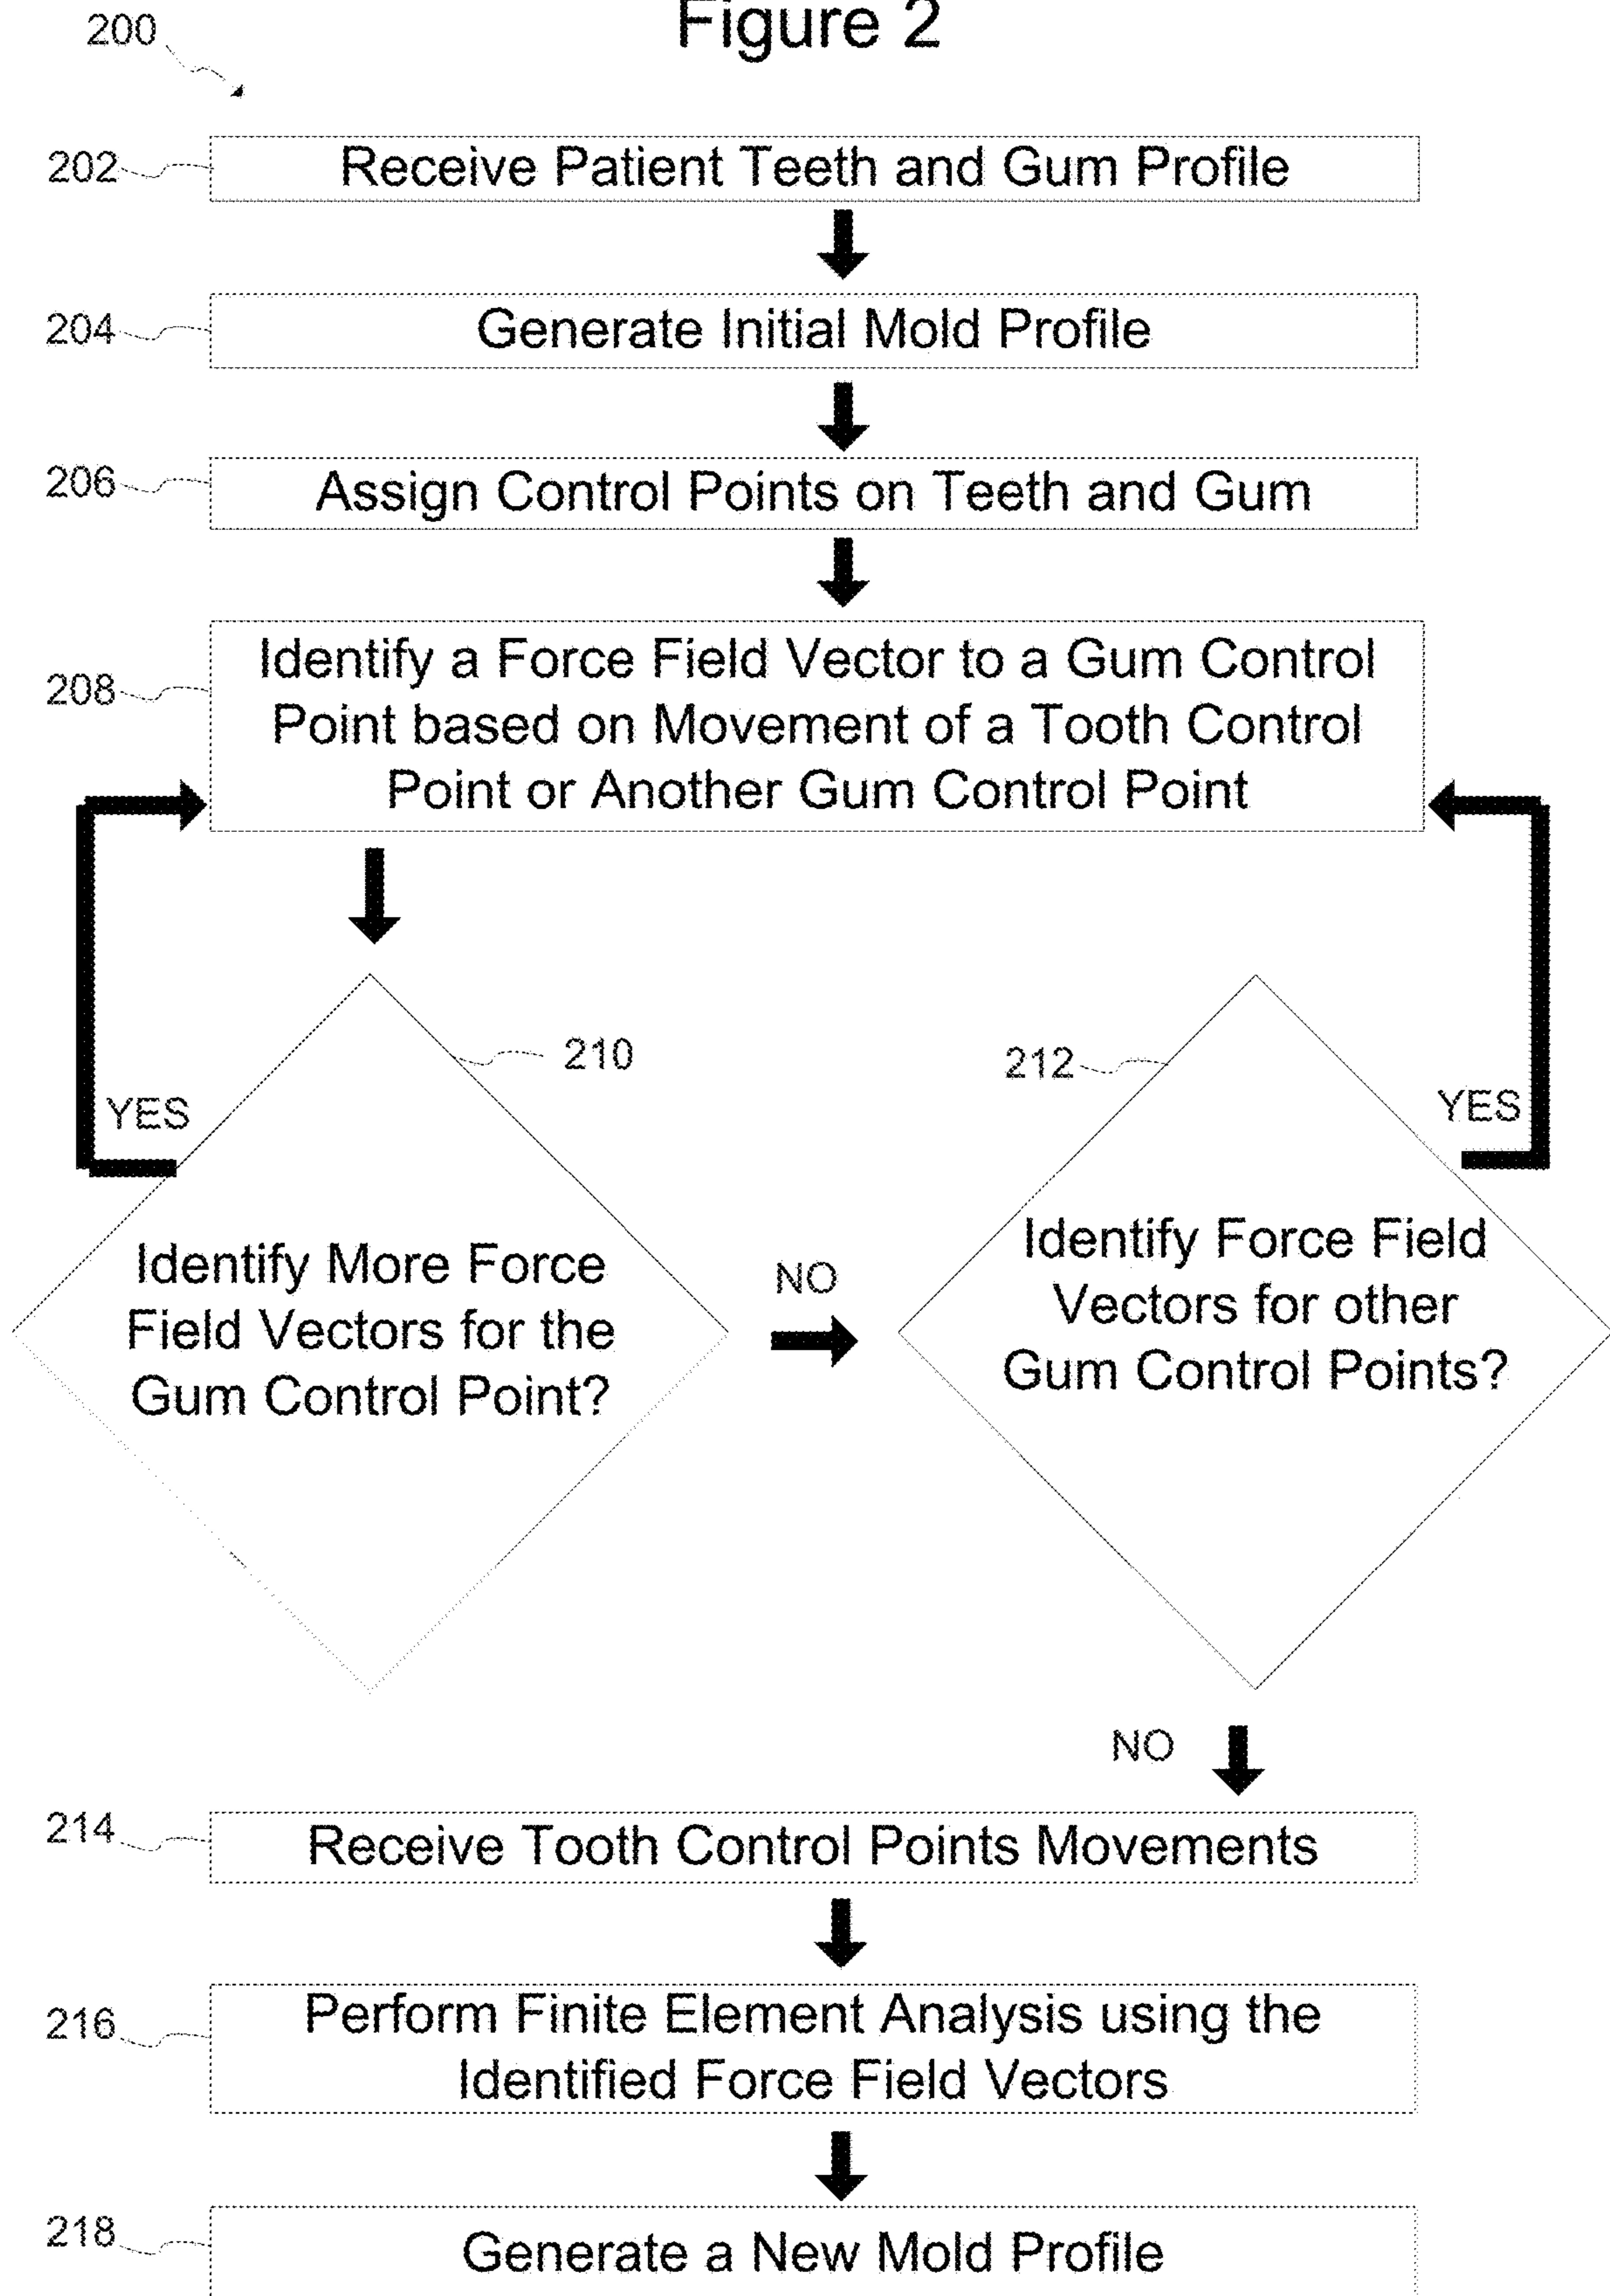 Figure 2
200
202
Receive Patient Teeth and Gum Profile
204
Generate Initial Mold Profile
206
Assign Control Points on Teeth and Gum
208
Identify a Force Field Vector to a Gum Control
Point based on Movement of a Tooth Control
Point or Another Gum Control Point
210
YES
Identify More Force
Field Vectors for the
Gum Control Point?
NO
212
YES
Identify Force Field
Vectors for other
Gum Control Points?
NO
214
Receive Tooth Control Points Movements
216
Perform Finite Element Analysis using the
Identified Force Field Vectors
218
Generate a New Mold Profile